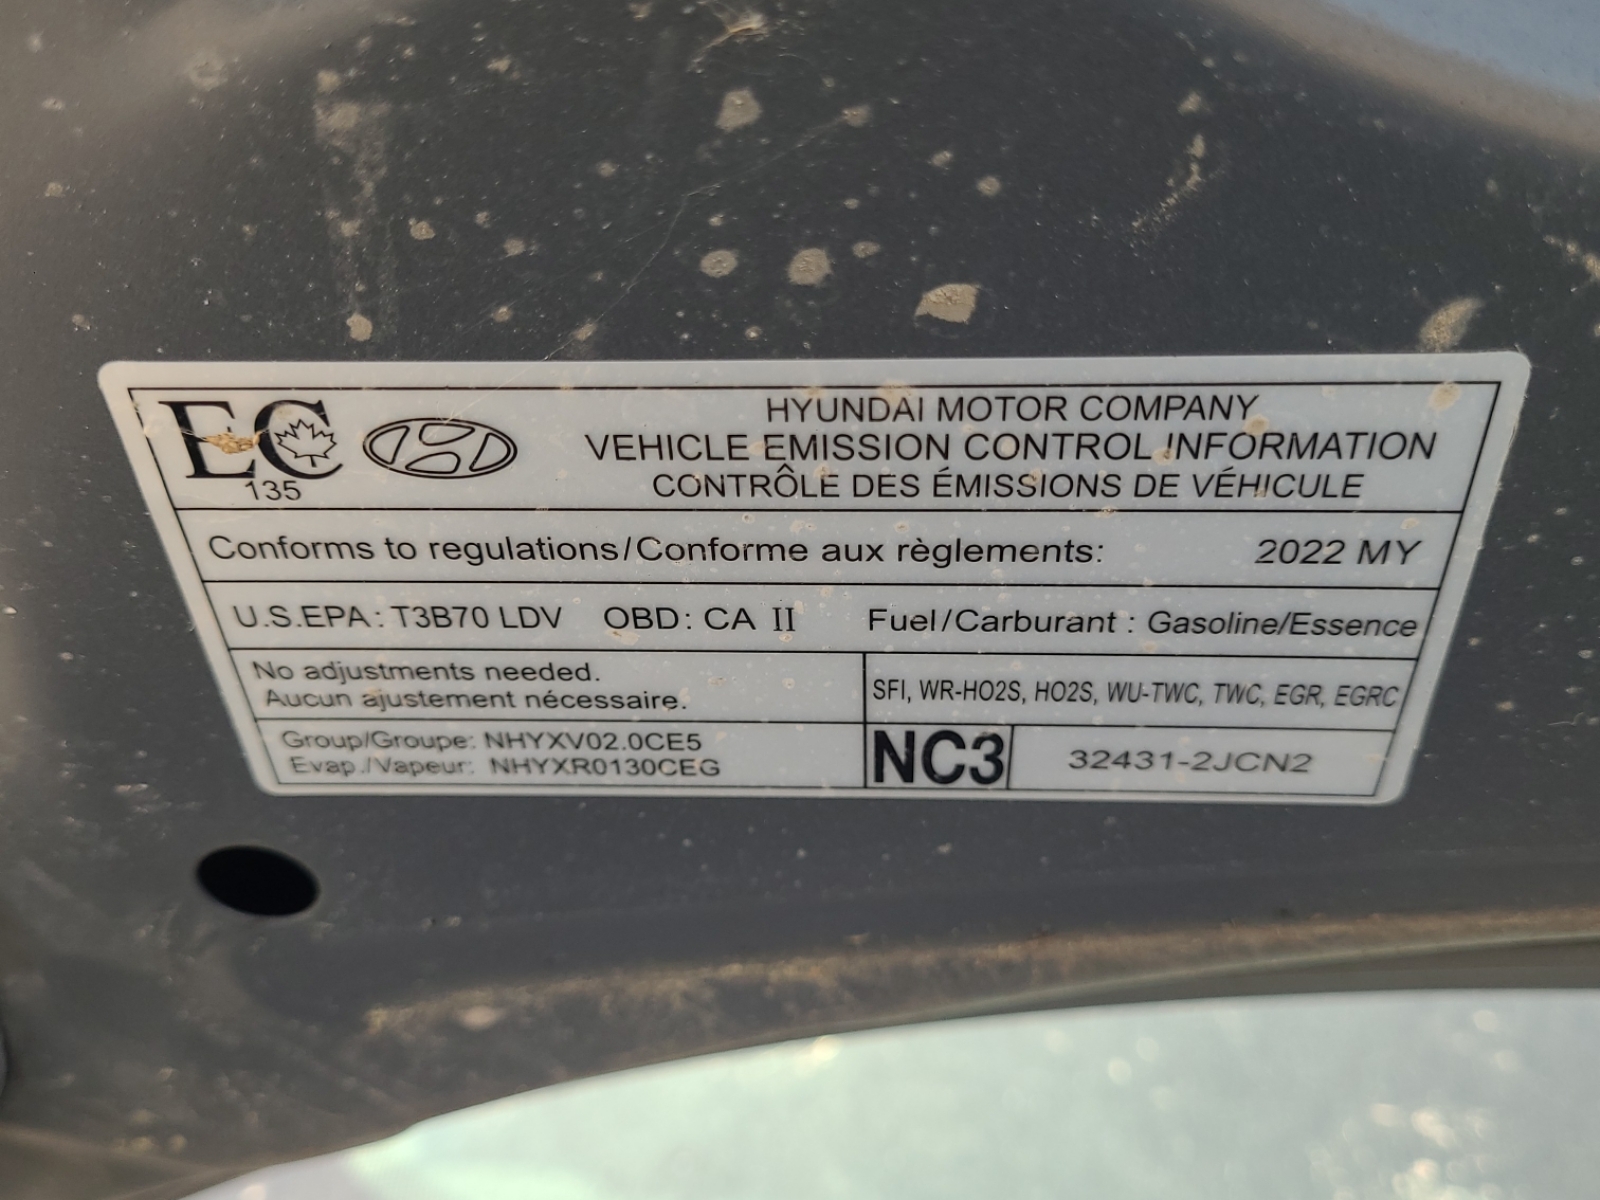 EC
135
HYUNDAI MOTOR COMPANY
VEHICLE EMISSION CONTROL INFORMATION
CONTRÔLE DES ÉMISSIONS DE VÉHICULE
Conforms to regulations/Conforme aux règlements: 2022 MY
U.S.EPA: T3B70 LDV OBD: CA II Fuel/Carburant : Gasoline/Essence
No adjustments needed.
Aucun ajustement nécessaire.
SFI, WR-HO2S, HO2S, WU-TWC, TWC, EGR, EGRC
Group/Groupe: NHYXV02.0CE5
Evap./Vapeur: NHYXR0130CEG
NC3 32431-2JCN2